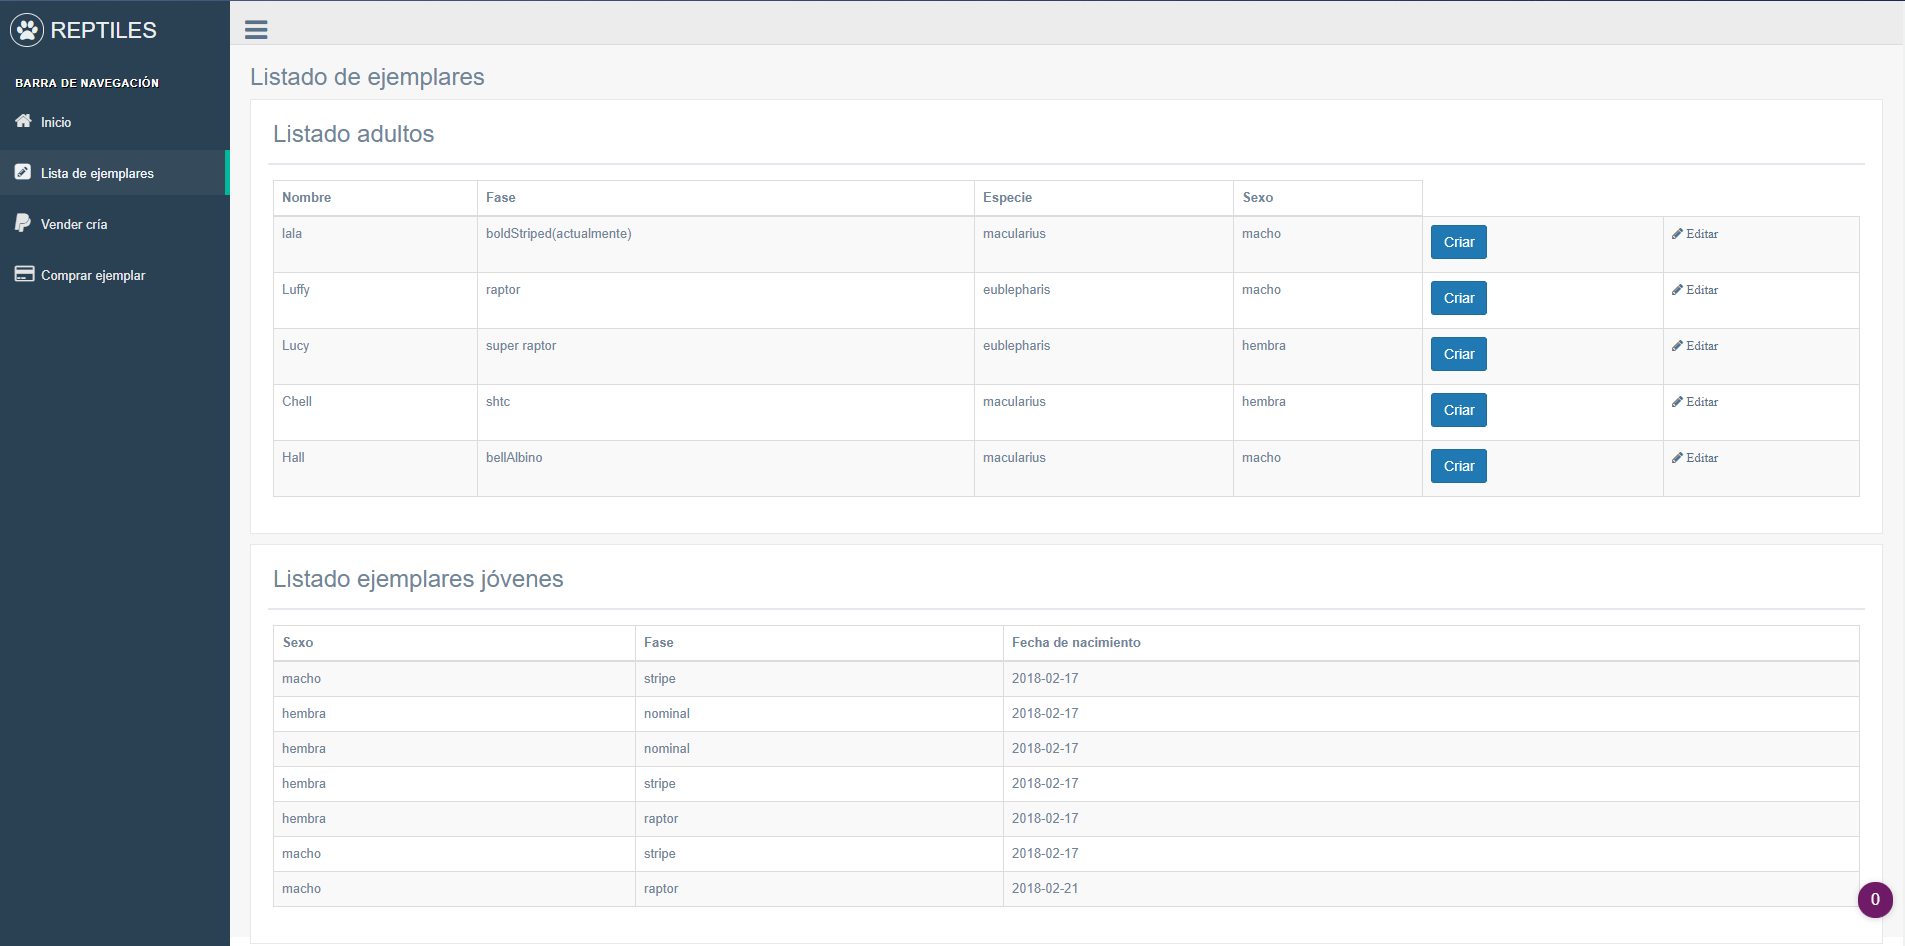 REPTILES
BARRA DE NAVEGACIÓN
Inicio
Lista de ejemplares
Vender cría
Comprar ejemplar
Listado de ejemplares
Listado adultos
Nombre Fase Especie Sexo
lala boldStriped(actualmente) macularius macho Criar Editar
Luffy raptor eublepharis macho Criar Editar
Lucy super raptor eublepharis hembra Criar Editar
Chell shtc macularius hembra Criar Editar
Hall bellAlbino macularius macho Criar Editar
Listado ejemplares jóvenes
Sexo Fase Fecha de nacimiento
macho stripe 2018-02-17
hembra nominal 2018-02-17
hembra nominal 2018-02-17
hembra stripe 2018-02-17
hembra raptor 2018-02-17
macho stripe 2018-02-17
macho raptor 2018-02-21
0